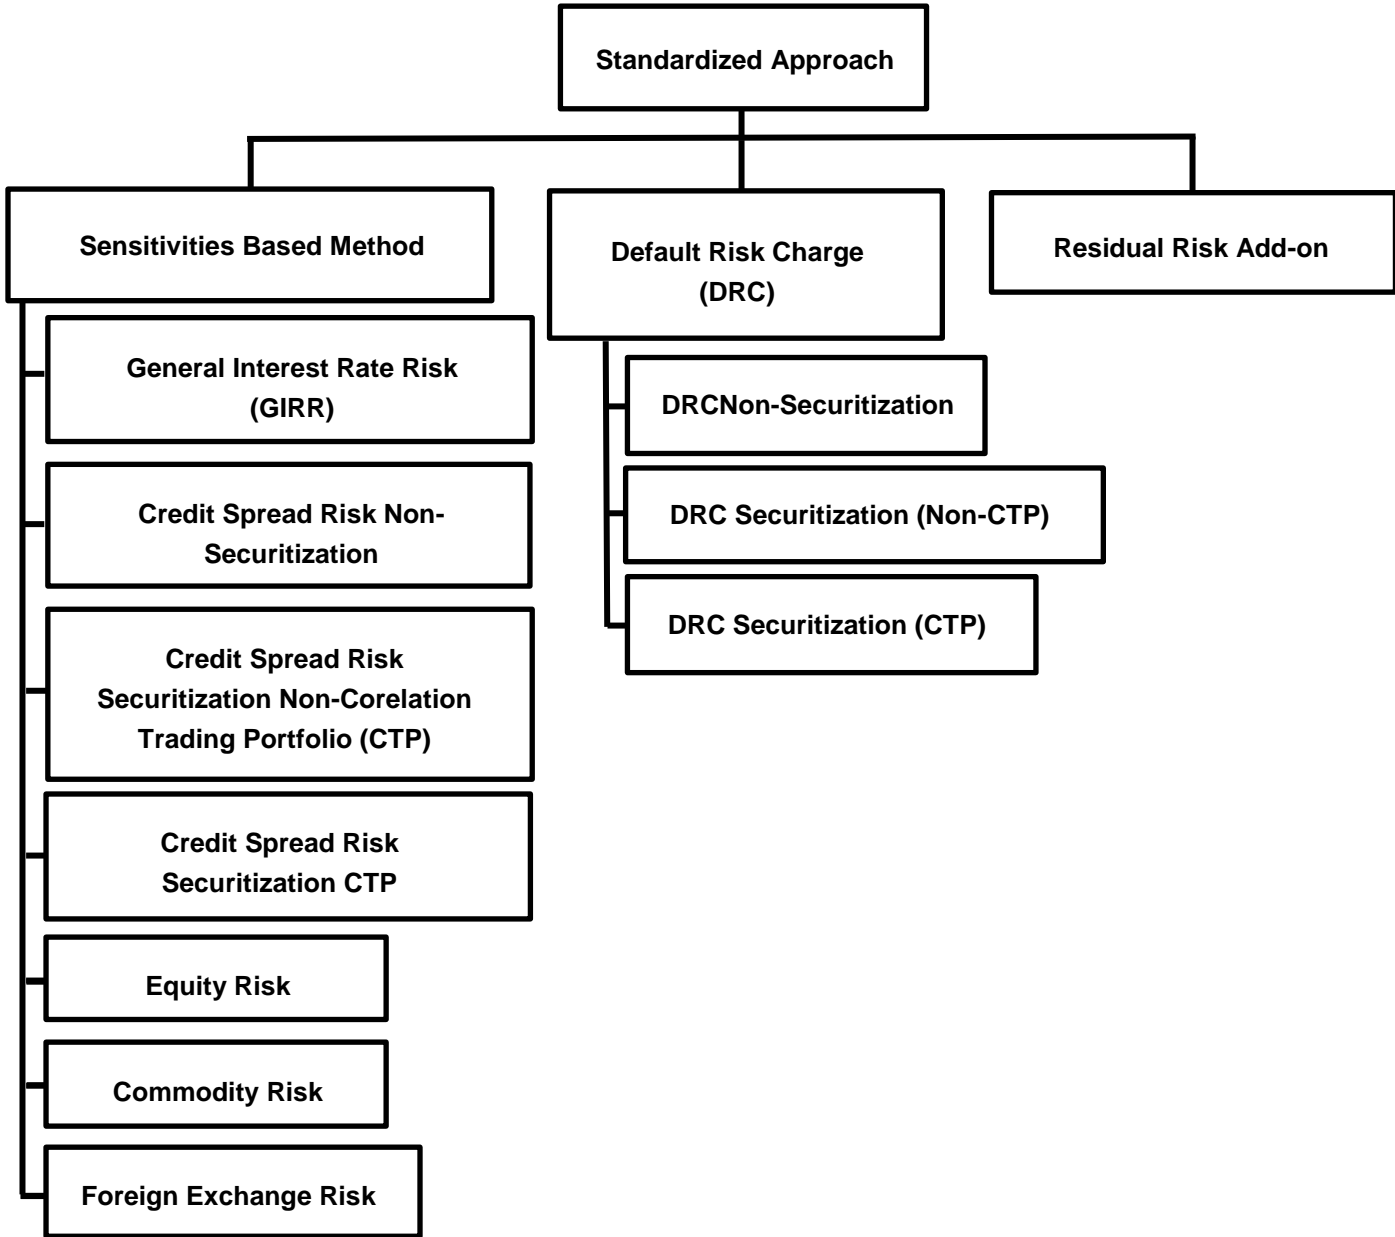 Standardized Approach
Sensitivities Based Method
Default Risk Charge
(DRC)
Residual Risk Add-on
General Interest Rate Risk
(GIRR)
Credit Spread Risk Non-
Securitization
Credit Spread Risk
Securitization Non-Corelation
Trading Portfolio (CTP)
Credit Spread Risk
Securitization CTP
Equity Risk
Commodity Risk
Foreign Exchange Risk
DRCNon-Securitization
DRC Securitization (Non-CTP)
DRC Securitization (CTP)